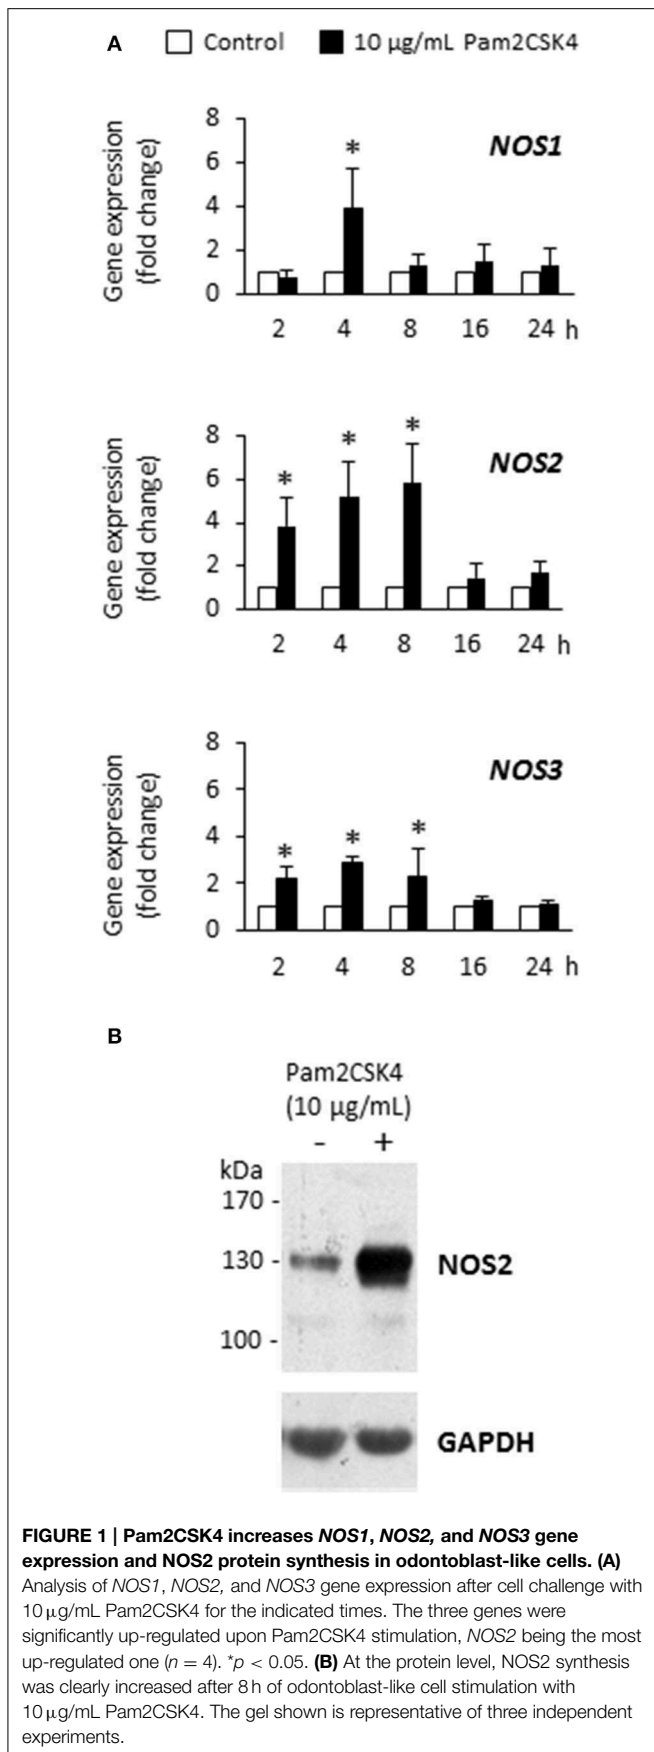 A
Control
10 µg/mL Pam2CSK4
Gene expression
(fold change)
8
6
4
2
0
NOS1
*
2 4 8 16 24 h
Gene expression
(fold change)
8
6
4
2
0
NOS2
* * *
2 4 8 16 24 h
Gene expression
(fold change)
8
6
4
2
0
NOS3
* * *
2 4 8 16 24 h
B
Pam2CSK4
(10 µg/mL)
- +
kDa
170 -
130 -
100 -
NOS2
GAPDH
FIGURE 1 | Pam2CSK4 increases NOS1, NOS2, and NOS3 gene
expression and NOS2 protein synthesis in odontoblast-like cells. (A)
Analysis of NOS1, NOS2, and NOS3 gene expression after cell challenge with
10 µg/mL Pam2CSK4 for the indicated times. The three genes were
significantly up-regulated upon Pam2CSK4 stimulation, NOS2 being the most
up-regulated one (n = 4). *p < 0.05. (B) At the protein level, NOS2 synthesis
was clearly increased after 8 h of odontoblast-like cell stimulation with
10 µg/mL Pam2CSK4. The gel shown is representative of three independent
experiments.